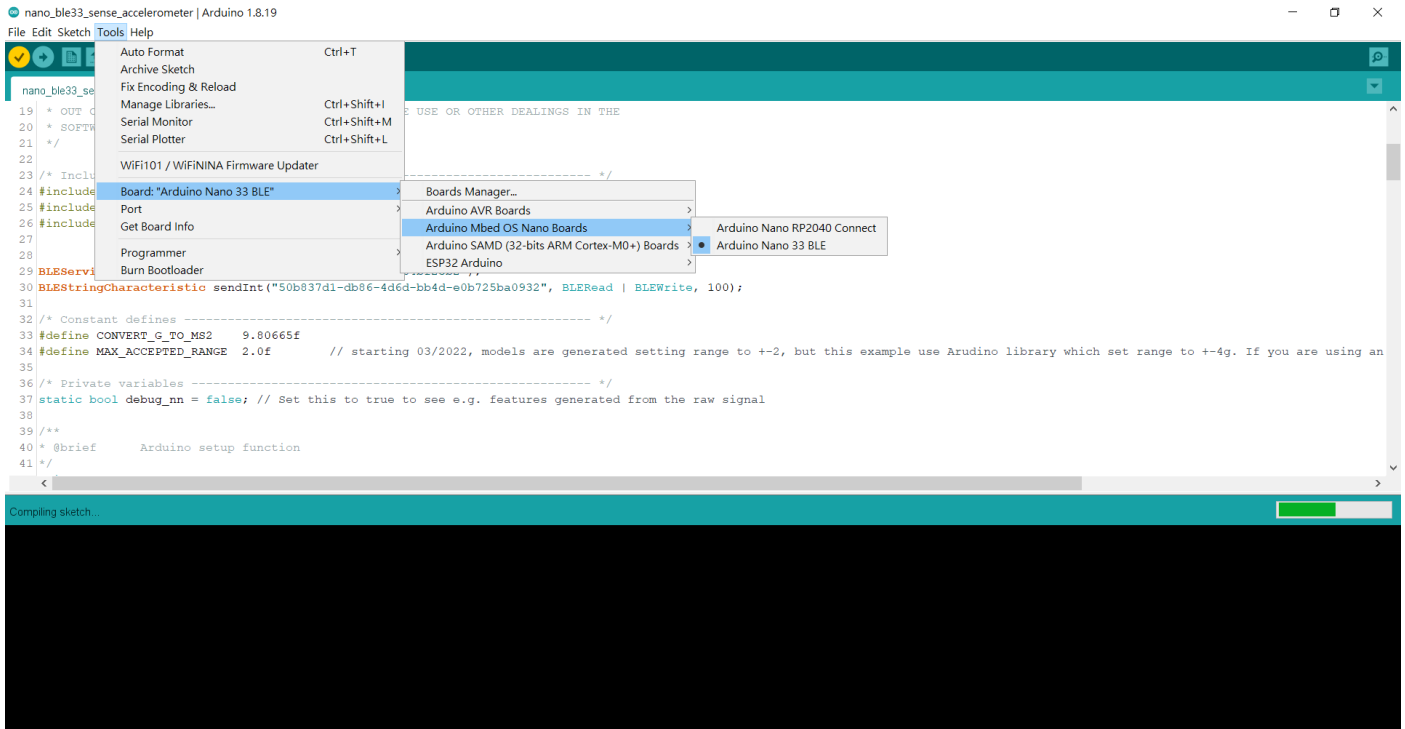 nano_ble33_sense_accelerometer | Arduino 1.8.19
File Edit Sketch Tools Help
nano_ble33_se
Auto Format Ctrl+T
Archive Sketch
Fix Encoding & Reload
Manage Libraries... Ctrl+Shift+I
Serial Monitor Ctrl+Shift+M
Serial Plotter Ctrl+Shift+L
WiFi101 / WiFiNINA Firmware Updater
Board: "Arduino Nano 33 BLE"
Port
Get Board Info
Programmer
Burn Bootloader
Boards Manager...
Arduino AVR Boards
Arduino Mbed OS Nano Boards
Arduino SAMD (32-bits ARM Cortex-M0+) Boards
ESP32 Arduino
Arduino Nano RP2040 Connect
Arduino Nano 33 BLE
19 * OUT O USE OR OTHER DEALINGS IN THE
20 * SOFTW
21 */
22
23 /* Inclu ------------------------- */
24 #include
25 #include
26 #include
27
28
29 BLEServi
30 BLEStringCharacteristic sendInt("50b837d1-db86-4d6d-bb4d-e0b725ba0932", BLERead | BLEWrite, 100);
31
32 /* Constant defines ------------------------------------------------------- */
33 #define CONVERT_G_TO_MS2 9.80665f
34 #define MAX_ACCEPTED_RANGE 2.0f // starting 03/2022, models are generated setting range to +-2, but this example use Arudino library which set range to +-4g. If you are using an
35
36 /* Private variables ------------------------------------------------------ */
37 static bool debug_nn = false; // Set this to true to see e.g. features generated from the raw signal
38
39 /**
40 * @brief Arduino setup function
41 */
Compiling sketch...